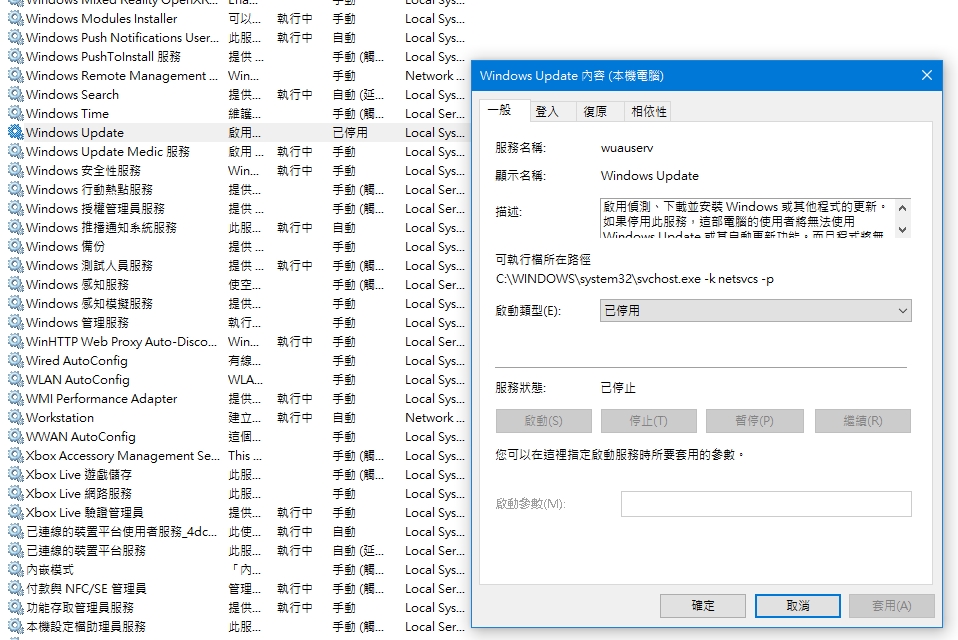 Windows Mixed Reality OpenXR... Ena... 手動 Local Sys...
Windows Modules Installer 可以... 執行中 手動 Local Sys...
Windows Push Notifications User... 此服... 執行中 自動 Local Sys...
Windows PushToInstall 服務 提供 ... 手動 (觸... Local Sys...
Windows Remote Management ... Win... 手動 Network ...
Windows Search 提供... 執行中 自動 (延... Local Sys...
Windows Time 維護... 手動 (觸... Local Ser...
Windows Update 啟用... 已停用 Local Sys...
Windows Update Medic 服務 啟用 ... 執行中 手動 Local Sys...
Windows 安全性服務 Win... 執行中 手動 Local Sys...
Windows 行動熱點服務 提供... 手動 (觸... Local Ser...
Windows 授權管理員服務 提供... 執行中 手動 (觸... Local Ser...
Windows 推播通知系統服務 此服... 執行中 自動 Local Sys...
Windows 備份 提供 ... 手動 Local Sys...
Windows 測試人員服務 提供 ... 執行中 手動 (觸... Local Sys...
Windows 感知服務 使空... 手動 (觸... Local Ser...
Windows 感知模擬服務 提供... 手動 Local Sys...
Windows 管理服務 執行... 手動 Local Sys...
WinHTTP Web Proxy Auto-Disco... Win... 執行中 手動 Local Ser...
Wired AutoConfig 有線... 手動 Local Sys...
WLAN AutoConfig WLA... 手動 Local Sys...
WMI Performance Adapter 提供... 執行中 手動 Local Sys...
Workstation 建立... 執行中 自動 Network ...
WWAN AutoConfig 這個... 手動 Local Sys...
Xbox Accessory Management Se... This ... 手動 (觸... Local Sys...
Xbox Live 遊戲儲存 此服... 手動 (觸... Local Sys...
Xbox Live 網路服務 此服... 手動 Local Sys...
Xbox Live 驗證管理員 提供... 執行中 手動 Local Sys...
已連線的裝置平台使用者服務_4dc... 此使... 執行中 自動 Local Sys...
已連線的裝置平台服務 此服... 執行中 自動 (延... Local Ser...
內嵌模式 「內... 手動 (觸... Local Sys...
付款與 NFC/SE 管理員 管理... 執行中 手動 (觸... Local Ser...
功能存取管理員服務 提供... 執行中 手動 Local Sys...
本機設定檔助理員服務 此服... 手動 (觸... Local Ser...
Windows Update 內容 (本機電腦)
一般 登入 復原 相依性
服務名稱: wuauserv
顯示名稱: Windows Update
描述: 啟用偵測、下載並安裝 Windows 或其他程式的更新。
如果停用此服務，這部電腦的使用者將無法使用
Windows Update 或其自動更新功能，而且程式將無
可執行檔所在路徑
C:\WINDOWS\system32\svchost.exe -k netsvcs -p
啟動類型(E): 已停用
服務狀態: 已停止
啟動(S) 停止(T) 暫停(P) 繼續(R)
您可以在這裡指定啟動服務時所要套用的參數。
啟動參數(M):
確定 取消 套用(A)